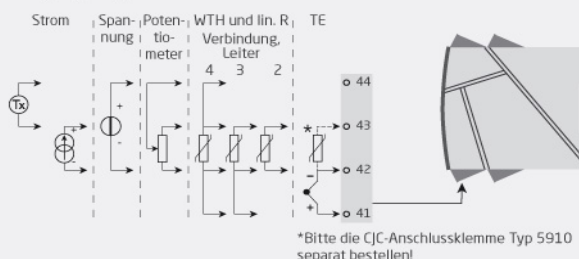 Strom
Span-
nung
Poten-
tio-
meter
WTH und lin. R
Verbindung,
Leiter
4 3 2
TE
Tx
+
-
+
-
*
-
+
44
43
42
41
*Bitte die CJC-Anschlussklemme Typ 5910
separat bestellen!